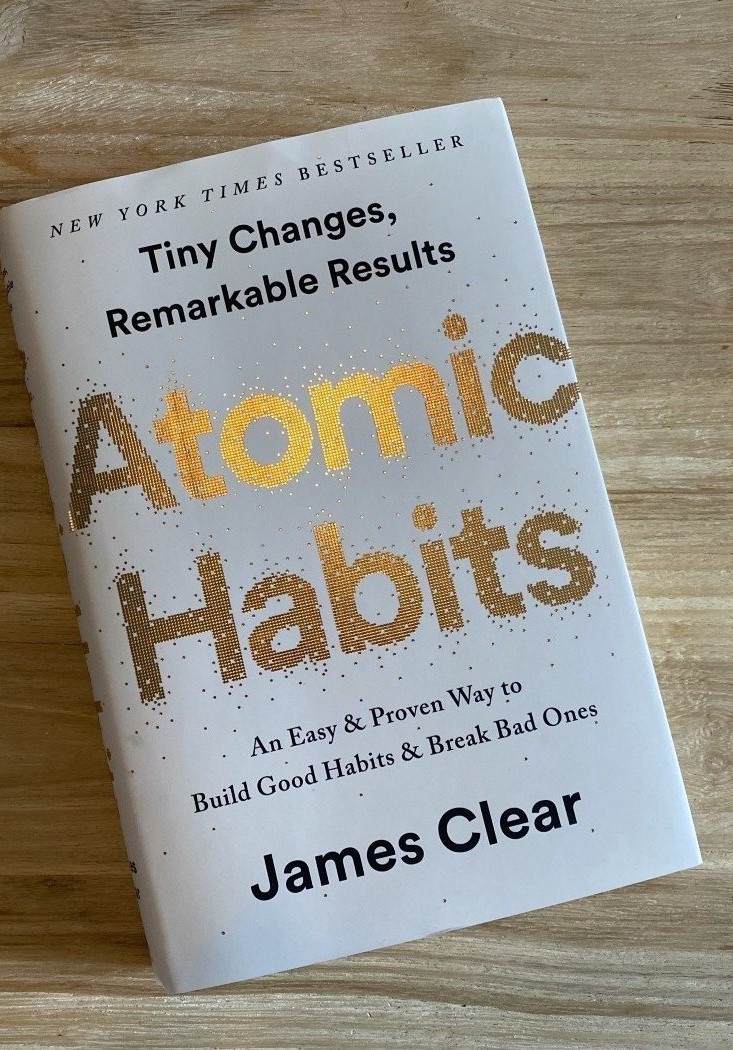 NEW YORK TIMES BESTSELLER
Tiny Changes,
Remarkable Results
Atomic
Habits
An Easy & Proven Way to
Build Good Habits & Break Bad Ones
James Clear